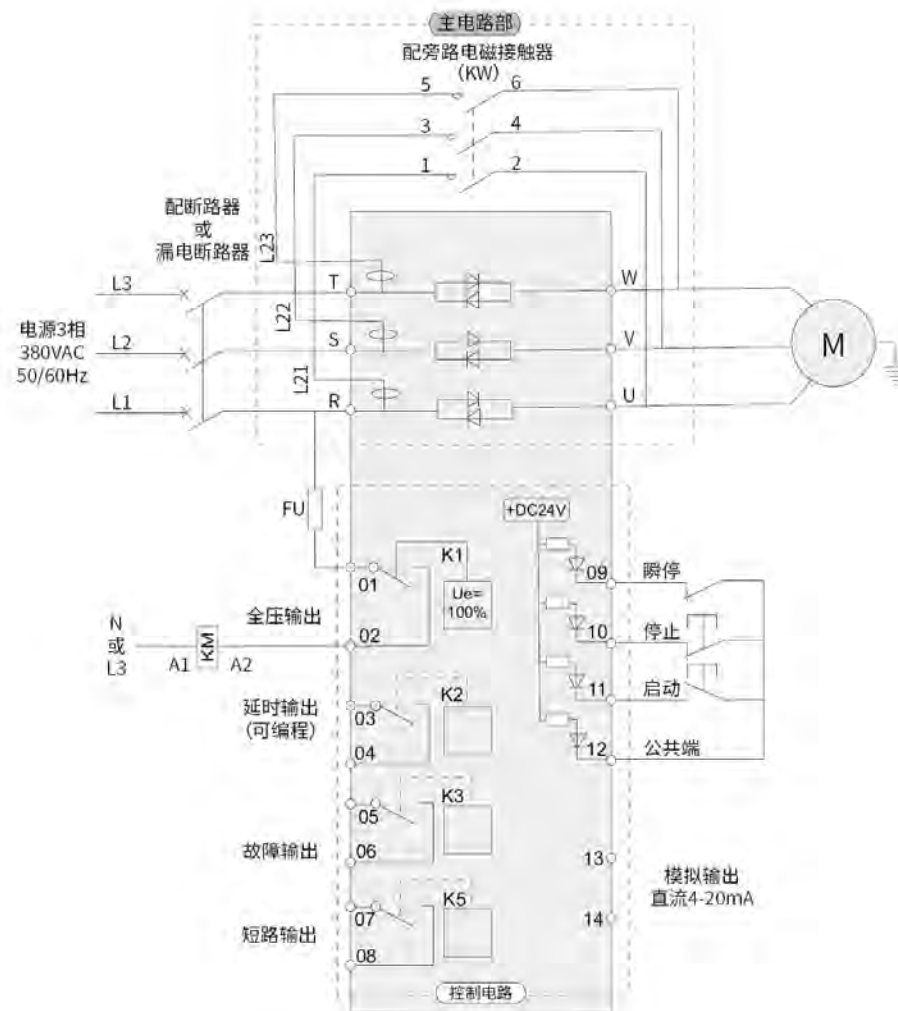 主电路部
配旁路电磁接触器
(KW)
5
6
3
4
1
2
配断路器
或
漏电断路器
L23
L22
L21
L3
T
W
电源3相
380VAC
50/60Hz
L2
S
V
M
L1
R
U
FU
+DC24V
01
K1
Ue=
100%
09
瞬停
全压输出
02
10
停止
N
或
L3
A1
KM
A2
11
启动
延时输出
(可编程)
03
K2
04
12
公共端
K3
05
故障输出
06
13
模拟输出
直流4-20mA
K5
07
14
短路输出
08
控制电路